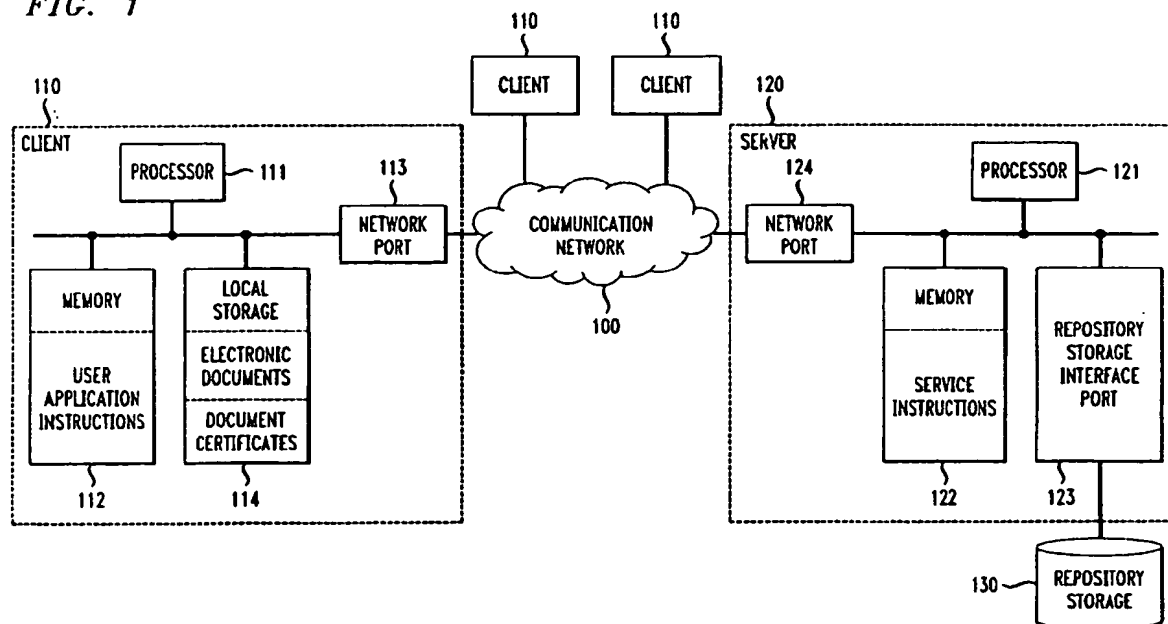 FIG. 1
110
110
CLIENT
CLIENT
110
CLIENT
PROCESSOR
111
113
NETWORK
PORT
MEMORY
USER
APPLICATION
INSTRUCTIONS
112
LOCAL
STORAGE
ELECTRONIC
DOCUMENTS
DOCUMENT
CERTIFICATES
114
COMMUNICATION
NETWORK
100
120
SERVER
124
NETWORK
PORT
PROCESSOR
121
MEMORY
SERVICE
INSTRUCTIONS
122
REPOSITORY
STORAGE
INTERFACE
PORT
123
130
REPOSITORY
STORAGE